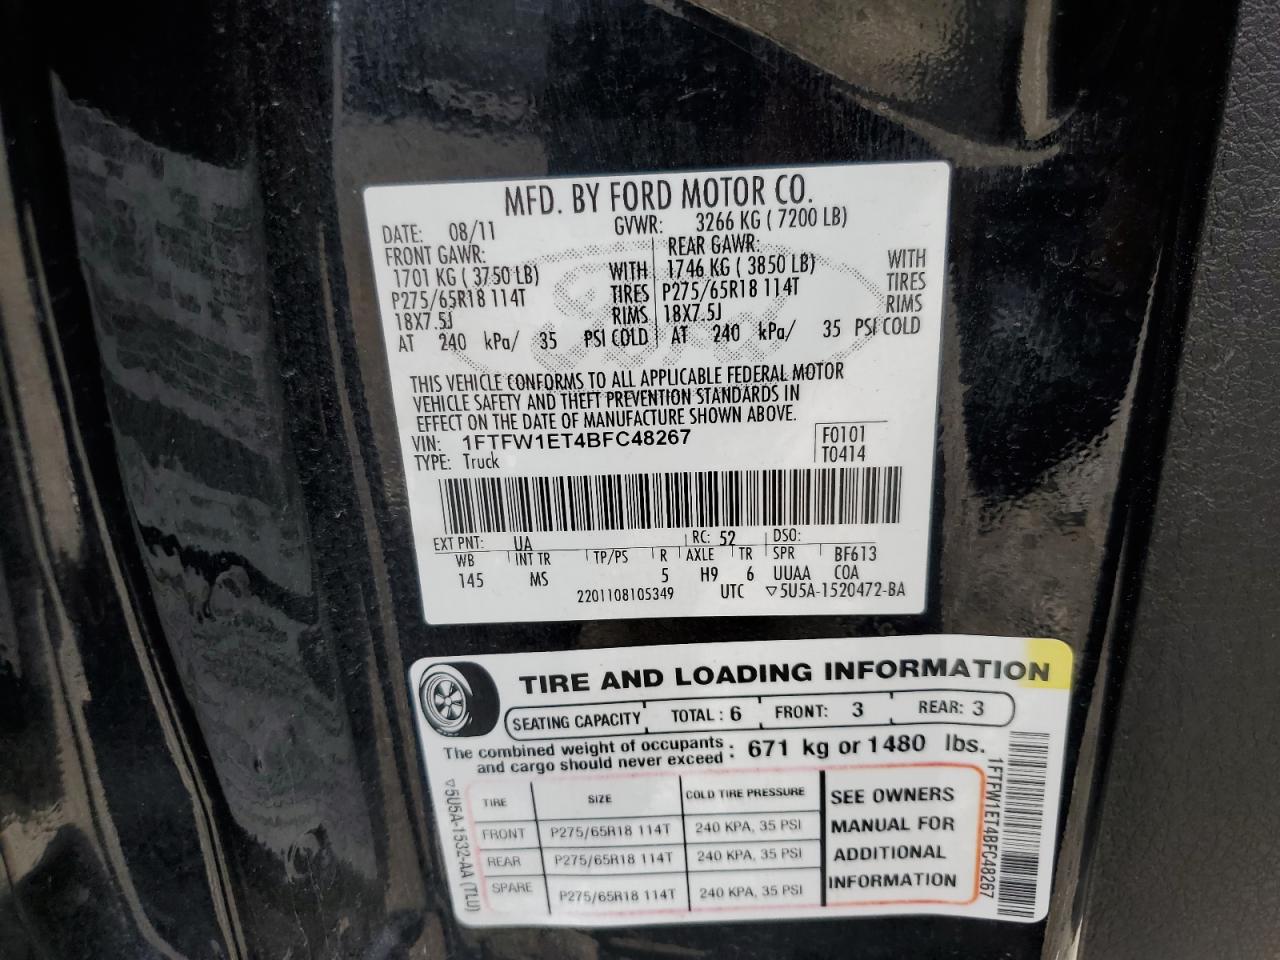 MFD. BY FORD MOTOR CO.
DATE: 08/11 GVWR: 3266 KG ( 7200 LB)
FRONT GAWR: REAR GAWR:
1701 KG ( 3750 LB) WITH 1746 KG ( 3850 LB) WITH
P275/65R18 114T TIRES P275/65R18 114T TIRES
18X7.5J RIMS 18X7.5J RIMS
AT 240 kPa/ 35 PSI COLD AT 240 kPa/ 35 PSI COLD
THIS VEHICLE CONFORMS TO ALL APPLICABLE FEDERAL MOTOR
VEHICLE SAFETY AND THEFT PREVENTION STANDARDS IN
EFFECT ON THE DATE OF MANUFACTURE SHOWN ABOVE.
VIN: 1FTFW1ET4BFC48267 F0101
TYPE: Truck T0414
EXT PNT: UA RC: 52 DSO:
WB INT TR TP/PS R AXLE TR SPR BF613
145 MS 5 H9 6 UUAA COA
2201108105349 UTC ▽5U5A-1520472-BA
TIRE AND LOADING INFORMATION
SEATING CAPACITY TOTAL : 6 FRONT: 3 REAR: 3
The combined weight of occupants
and cargo should never exceed : 671 kg or 1480 lbs.
TIRE SIZE COLD TIRE PRESSURE
FRONT P275/65R18 114T 240 KPA, 35 PSI
REAR P275/65R18 114T 240 KPA, 35 PSI
SPARE P275/65R18 114T 240 KPA, 35 PSI
SEE OWNERS
MANUAL FOR
ADDITIONAL
INFORMATION
▽5U5A-1532-AA (TLU)
1FTFW1ET4BFC48267